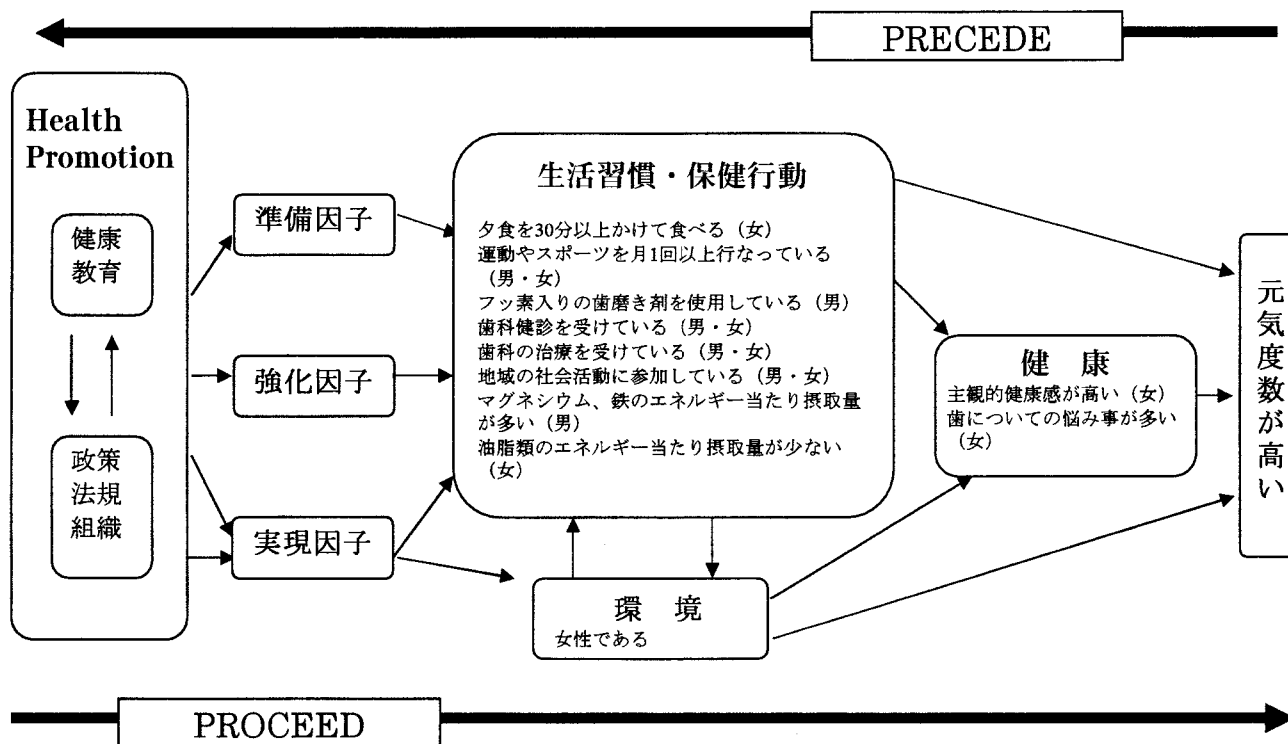 PRECEDE
Health
Promotion
健康
教育
政策
法規
組織
準備因子
強化因子
実現因子
生活習慣・保健行動
夕食を30分以上かけて食べる（女）
運動やスポーツを月1回以上行なっている
（男・女）
フッ素入りの歯磨き剤を使用している（男）
歯科健診を受けている（男・女）
歯科の治療を受けている（男・女）
地域の社会活動に参加している（男・女）
マグネシウム、鉄のエネルギー当たり摂取量
が多い（男）
油脂類のエネルギー当たり摂取量が少ない
（女）
環　境
女性である
健　康
主観的健康感が高い（女）
歯についての悩み事が多い
（女）
元気度数が高い
PROCEED